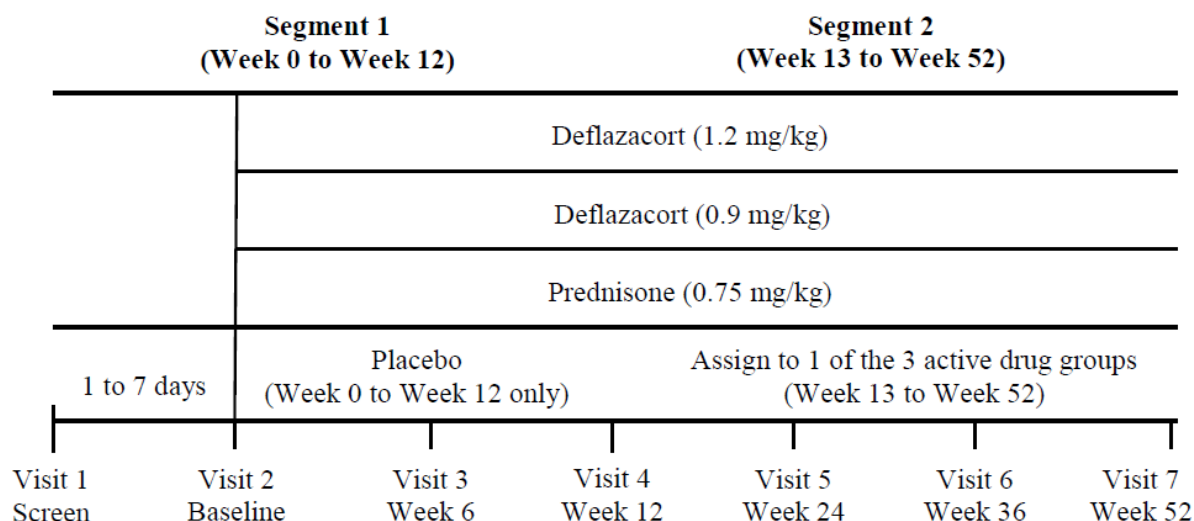 Segment 1
(Week 0 to Week 12)
Segment 2
(Week 13 to Week 52)
Deflazacort (1.2 mg/kg)
Deflazacort (0.9 mg/kg)
Prednisone (0.75 mg/kg)
1 to 7 days
Placebo
(Week 0 to Week 12 only)
Assign to 1 of the 3 active drug groups
(Week 13 to Week 52)
Visit 1
Screen
Visit 2
Baseline
Visit 3
Week 6
Visit 4
Week 12
Visit 5
Week 24
Visit 6
Week 36
Visit 7
Week 52